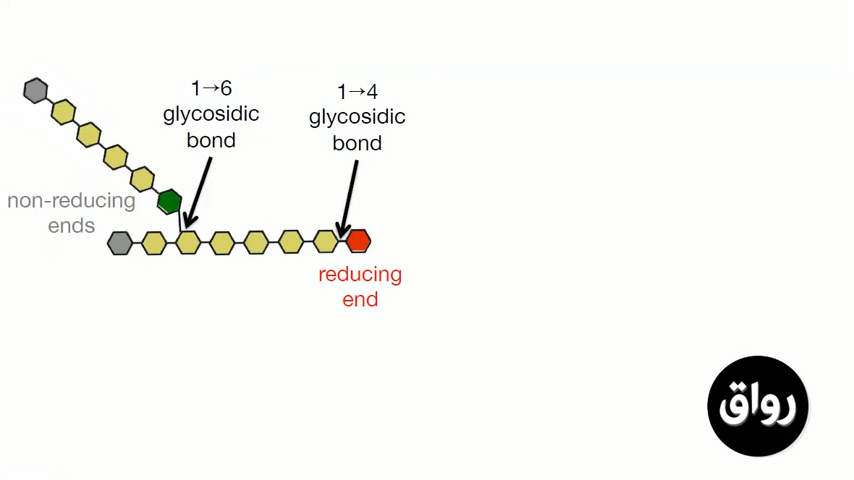 1→6
glycosidic
bond
1→4
glycosidic
bond
non-reducing
ends
reducing
end
رواق